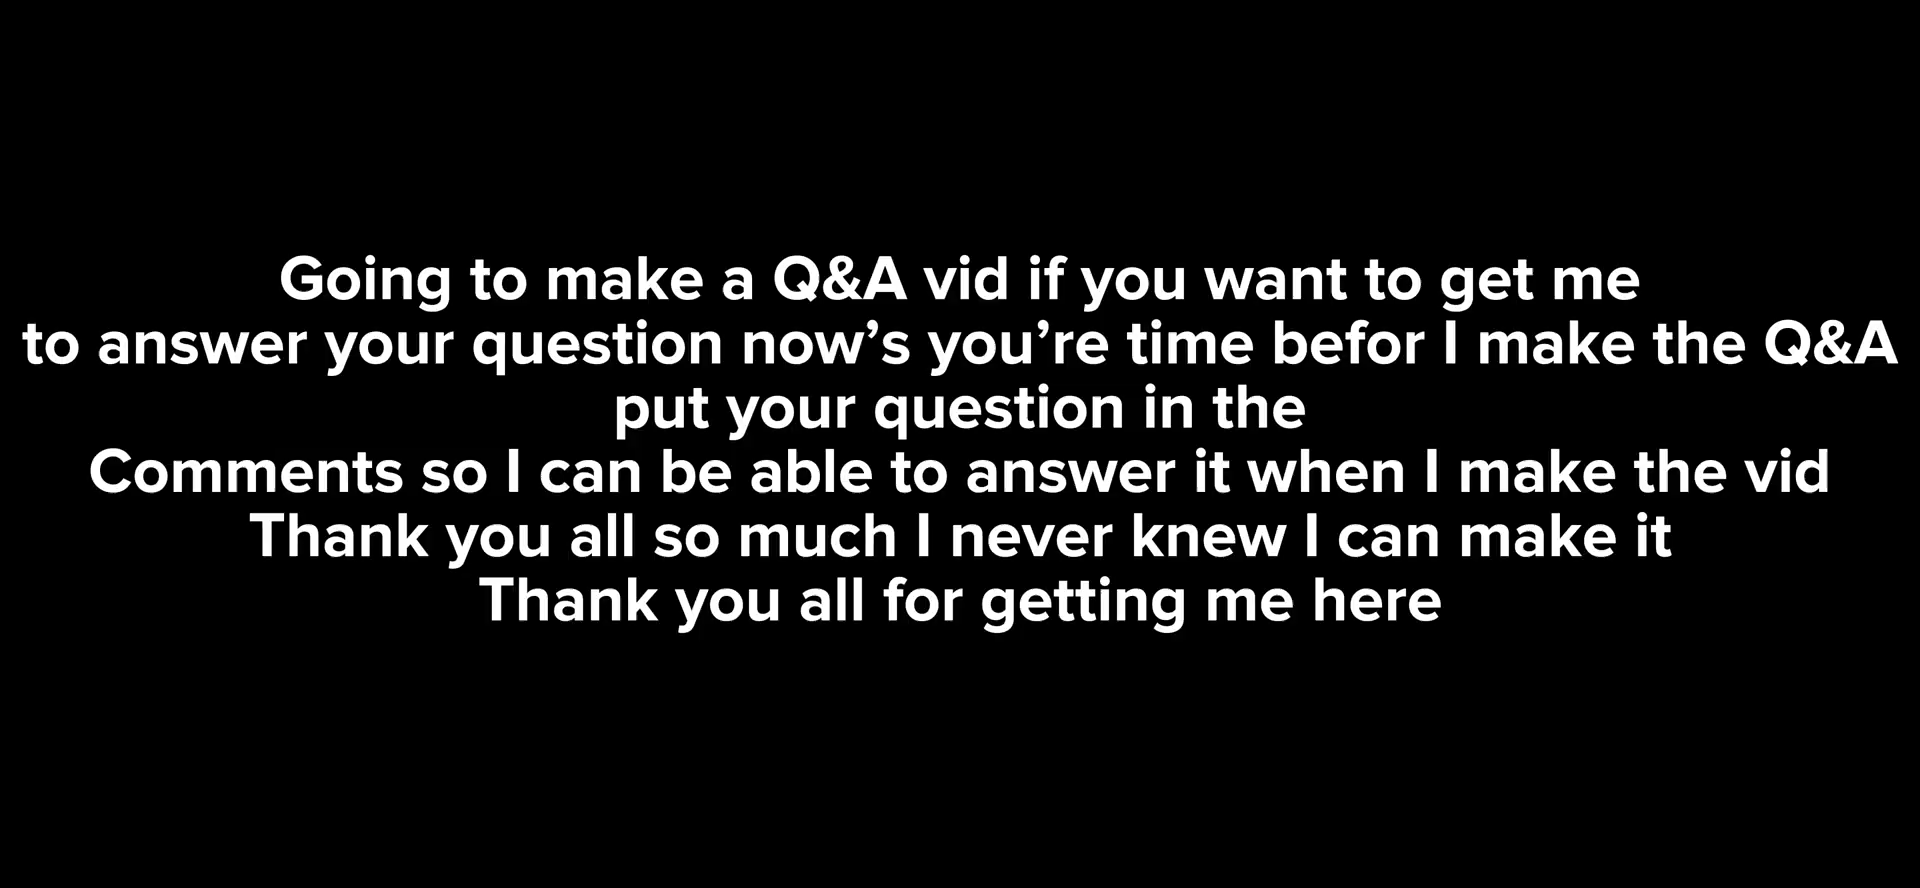 Going to make a Q&A vid if you want to get me
to answer your question now’s you’re time befor I make the Q&A
put your question in the
Comments so I can be able to answer it when I make the vid
Thank you all so much I never knew I can make it
Thank you all for getting me here